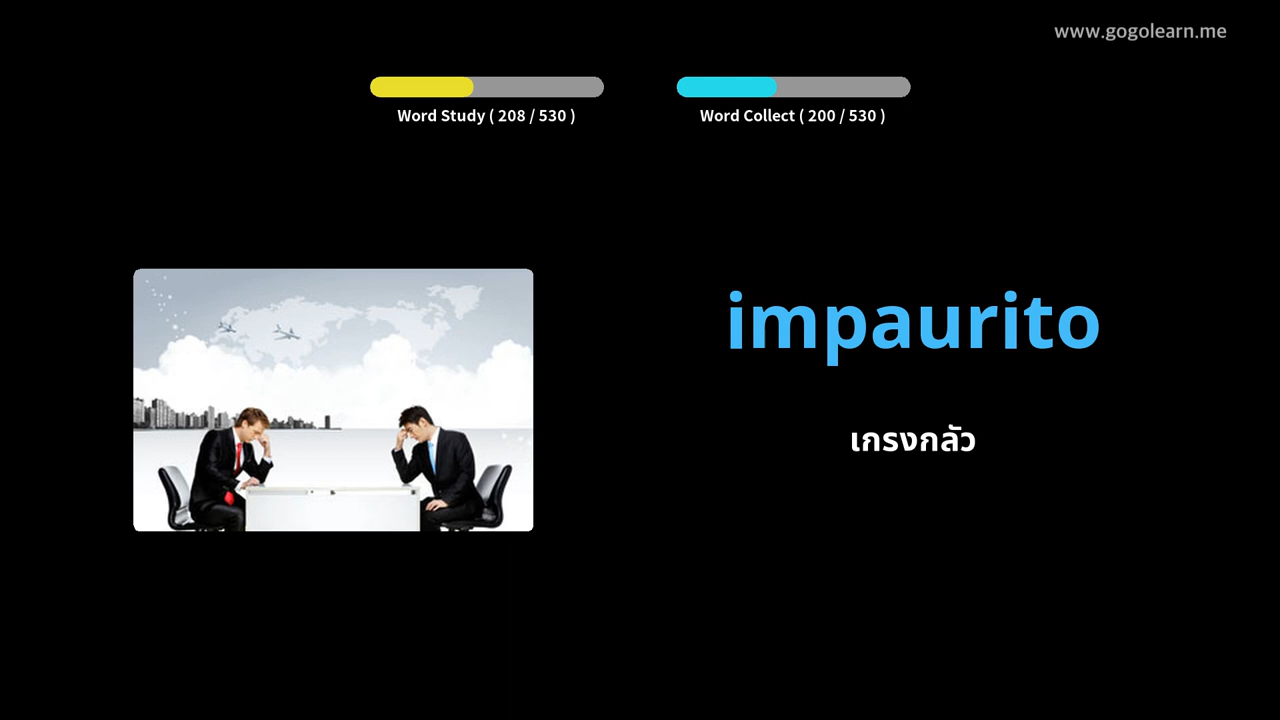 www.gogolearn.me
Word Study ( 208 / 530 )
Word Collect ( 200 / 530 )
impaurito
เกรงกลัว